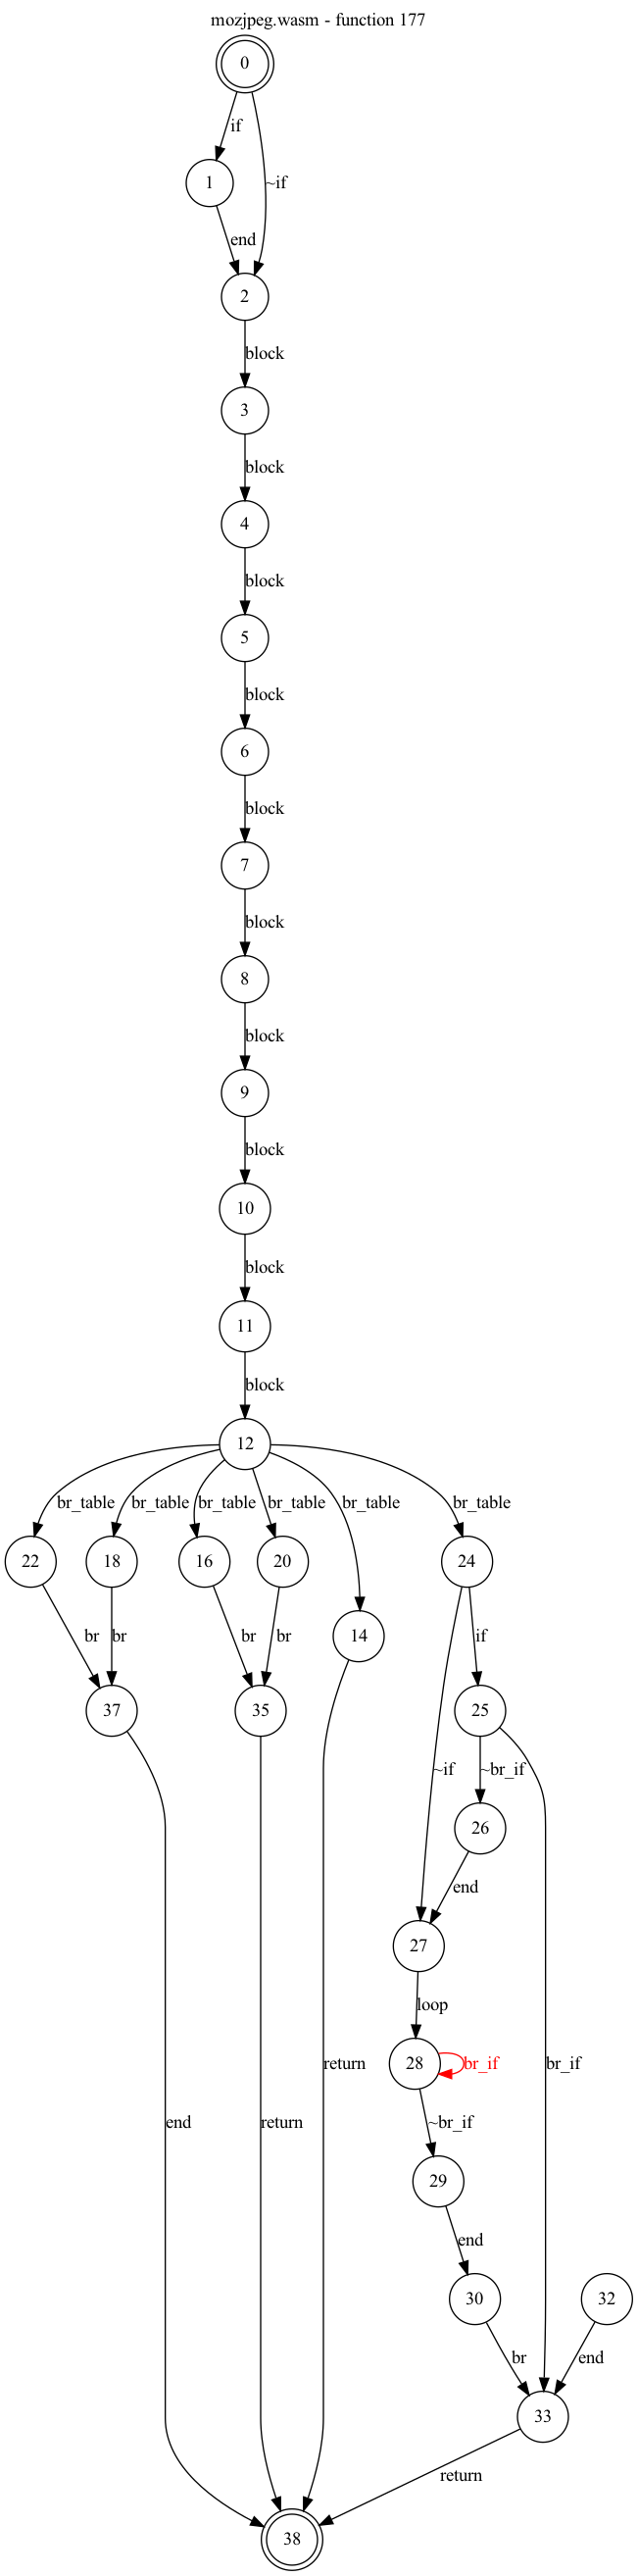 mozjpeg.wasm - function 177
0
if
1
~if
end
2
block
3
block
4
block
5
block
6
block
7
block
8
block
9
block
10
block
11
block
12
br_table
br_table
br_table
br_table
br_table
br_table
22
18
16
20
24
br
br
br
br
14
if
37
35
25
~if
~br_if
26
end
27
loop
return
28
br_if
br_if
end
return
~br_if
29
end
30
32
br
end
33
return
38